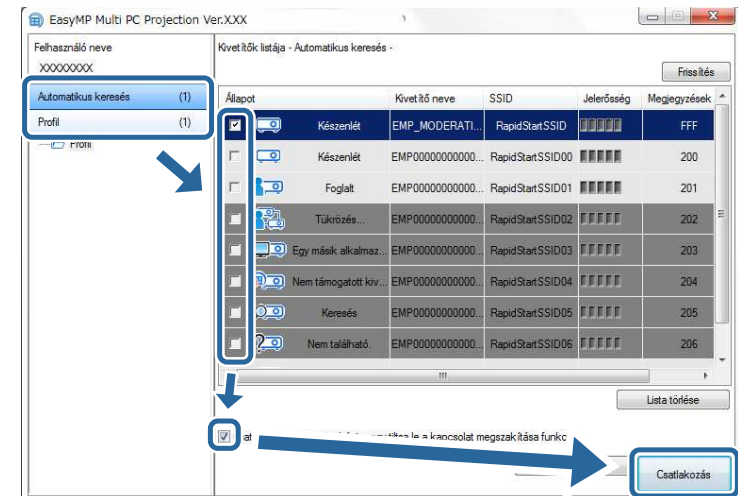 EasyMP Multi PC Projection Ver.XXX
Felhasználó neve
XXXXXXXX
Automatikus keresés (1)
Profil (1)
Profil
Kivetítők listája - Automatikus keresés -
Frissítés
Állapot Kivetítő neve SSID Jelerősség Megjegyzések
Készenlét EMP_MODERATI... RapidStartSSID FFF
Készenlét EMP00000000000... RapidStartSSID00 200
Foglalt EMP00000000000... RapidStartSSID01 201
Tükrözés... EMP00000000000... RapidStartSSID02 202
Egy másik alkalmaz... EMP00000000000... RapidStartSSID03 203
Nem támogatott kiv... EMP00000000000... RapidStartSSID04 204
Keresés EMP00000000000... RapidStartSSID05 205
Nem található. EMP00000000000... RapidStartSSID06 206
Lista törlése
le a kapcsolat megszakítása funkc
Csatlakozás